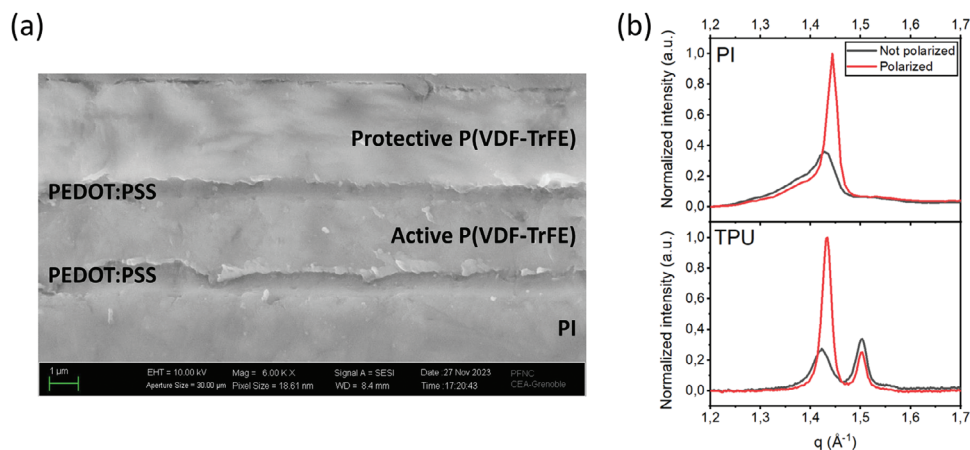 (a)
Protective P(VDF-TrFE)
PEDOT:PSS
Active P(VDF-TrFE)
PEDOT:PSS
PI
1 µm
EHT = 10.00 kV Mag = 6.00 K X Signal A = SESI Date :27 Nov 2023 PFNC
Aperture Size = 30.00 µm Pixel Size = 18.61 nm WD = 8.4 mm Time :17:20:43 CEA-Grenoble
(b)
1,2 1,3 1,4 1,5 1,6 1,7
PI
Not polarized
Polarized
Normalized intensity (a.u.)
1,0
0,8
0,6
0,4
0,2
0,0
TPU
Normalized intensity (a.u.)
1,0
0,8
0,6
0,4
0,2
0,0
1,2 1,3 1,4 1,5 1,6 1,7
q (Å⁻¹)